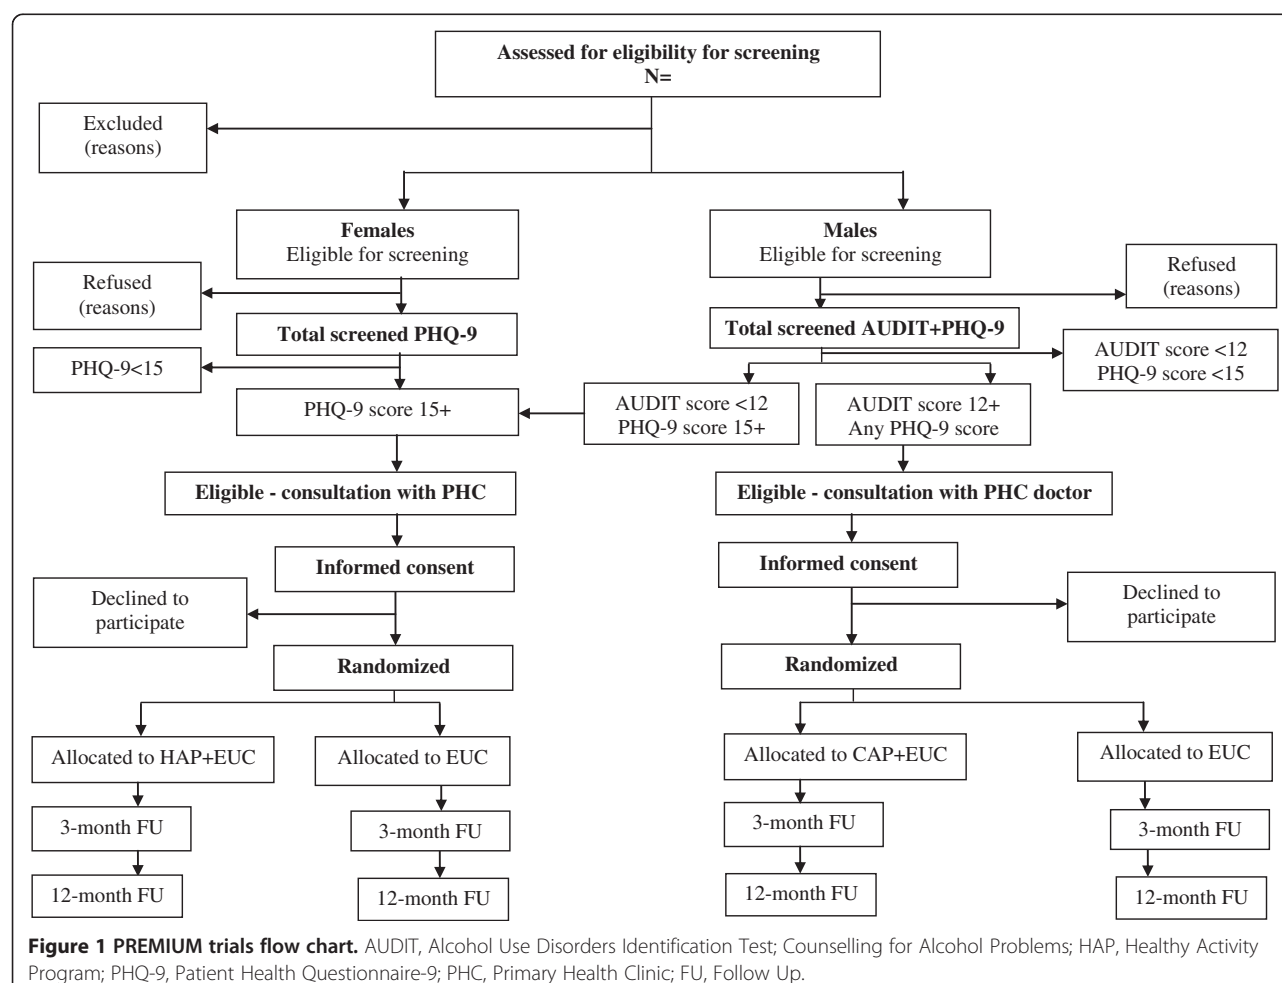 Assessed for eligibility for screening
N=
Excluded
(reasons)
Females
Eligible for screening
Males
Eligible for screening
Refused
(reasons)
Refused
(reasons)
Total screened PHQ-9
Total screened AUDIT+PHQ-9
PHQ-9<15
AUDIT score <12
PHQ-9 score <15
PHQ-9 score 15+
AUDIT score <12
PHQ-9 score 15+
AUDIT score 12+
Any PHQ-9 score
Eligible - consultation with PHC
Eligible - consultation with PHC doctor
Informed consent
Informed consent
Declined to
participate
Declined to
participate
Randomized
Randomized
Allocated to HAP+EUC
Allocated to EUC
Allocated to CAP+EUC
Allocated to EUC
3-month FU
3-month FU
3-month FU
3-month FU
12-month FU
12-month FU
12-month FU
12-month FU
Figure 1 PREMIUM trials flow chart. AUDIT, Alcohol Use Disorders Identification Test; Counselling for Alcohol Problems; HAP, Healthy Activity
Program; PHQ-9, Patient Health Questionnaire-9; PHC, Primary Health Clinic; FU, Follow Up.